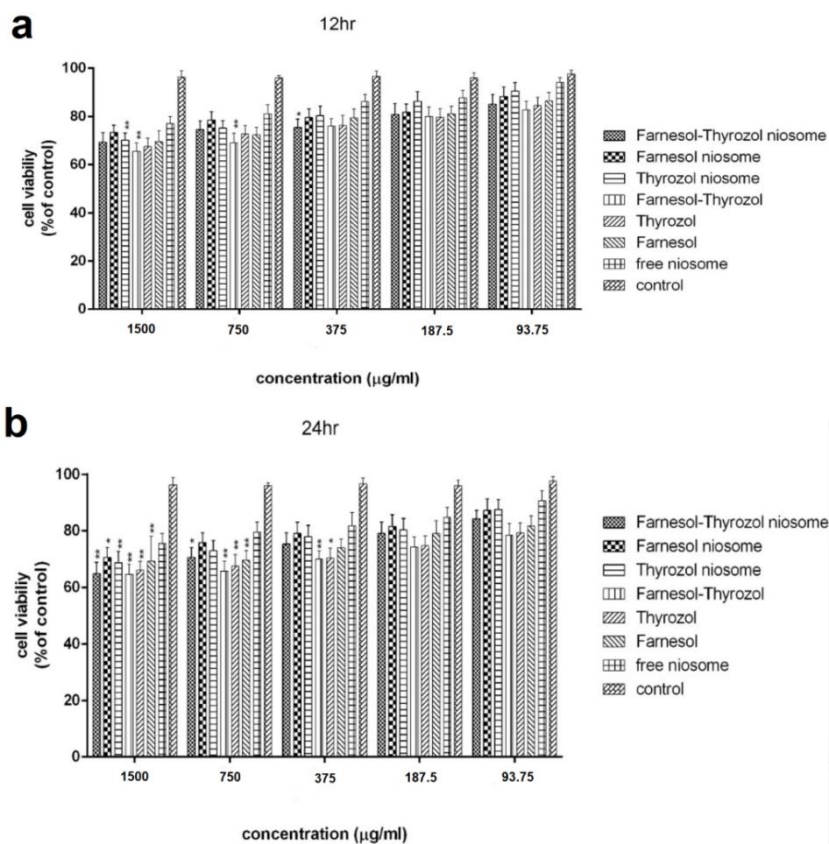 a
12hr
cell viability
(% of control)
100
80
60
40
20
0
**
**
**
*
1500
750
375
187.5
93.75
concentration (µg/ml)
Farnesol-Thyrozol niosome
Farnesol niosome
Thyrozol niosome
Farnesol-Thyrozol
Thyrozol
Farnesol
free niosome
control
b
24hr
cell viability
(% of control)
100
80
60
40
20
0
**
*
**
**
**
**
*
**
**
**
**
*
1500
750
375
187.5
93.75
concentration (µg/ml)
Farnesol-Thyrozol niosome
Farnesol niosome
Thyrozol niosome
Farnesol-Thyrozol
Thyrozol
Farnesol
free niosome
control